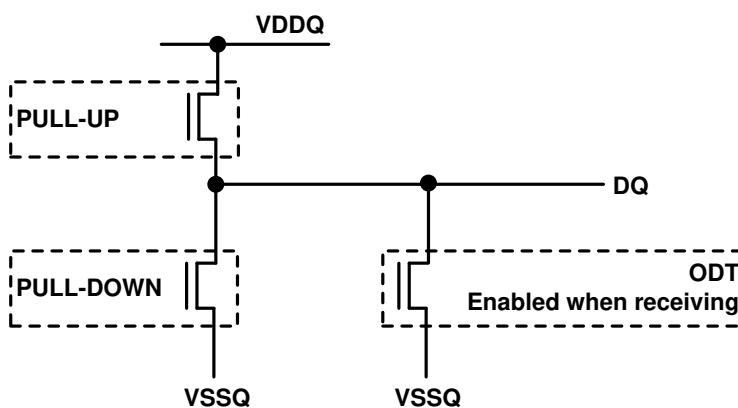 VDDQ
PULL-UP
DQ
PULL-DOWN
ODT
Enabled when receiving
VSSQ
VSSQ